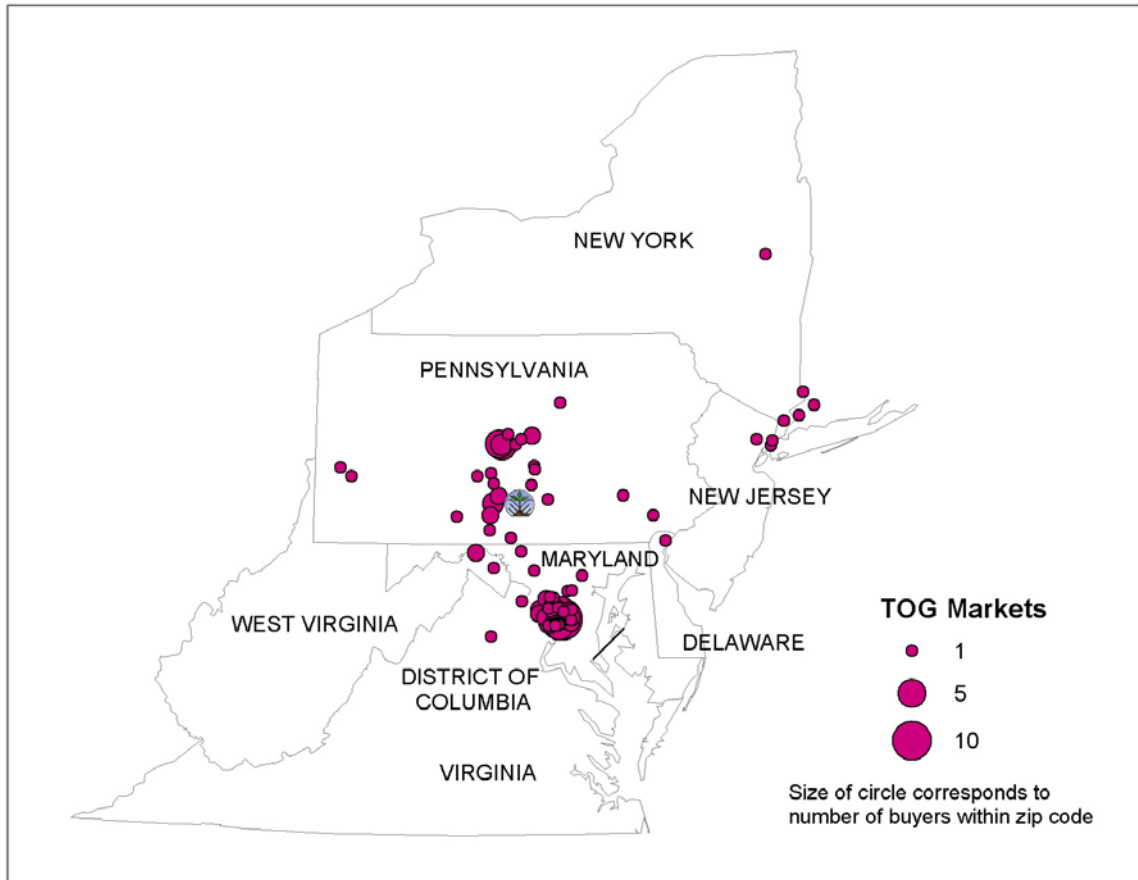 NEW YORK
PENNSYLVANIA
NEW JERSEY
MARYLAND
WEST VIRGINIA
DELAWARE
DISTRICT OF
COLUMBIA
VIRGINIA
TOG Markets
1
5
10
Size of circle corresponds to
number of buyers within zip code